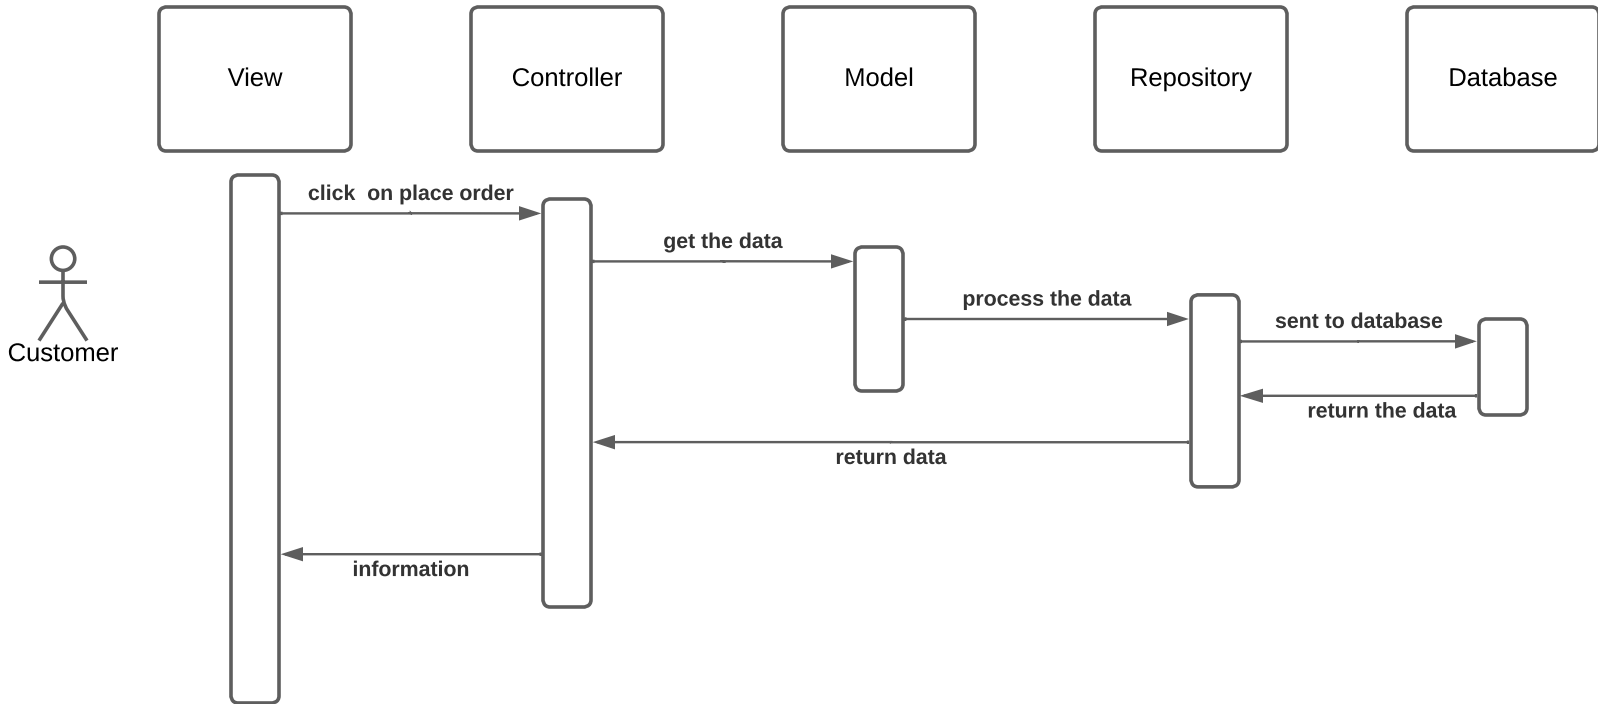 View
Controller
Model
Repository
Database
click  on place order
get the data
process the data
sent to database
Customer
return the data
return data
information